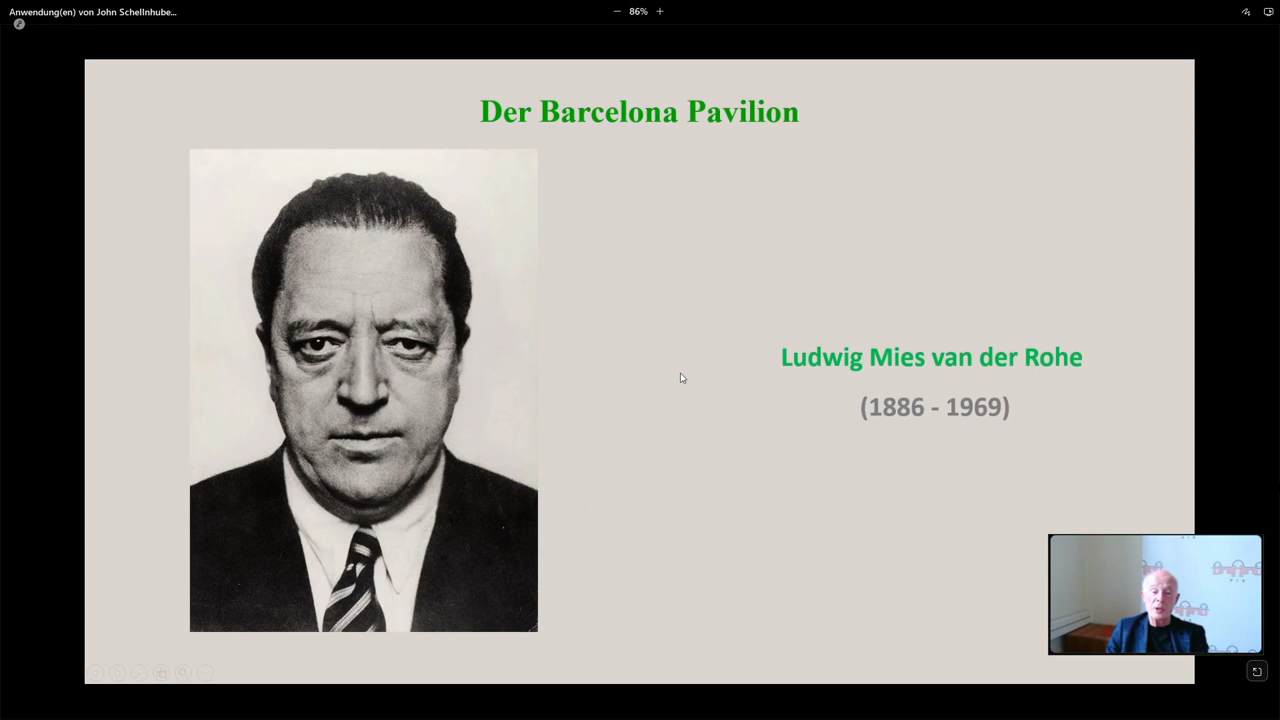 Anwendung(en) von John Schellnhube...
86%
Der Barcelona Pavilion
Ludwig Mies van der Rohe
(1886 - 1969)